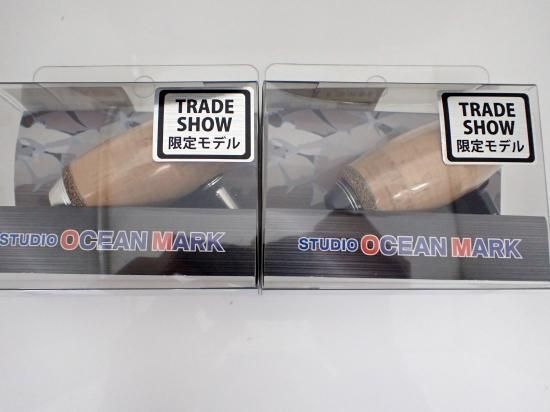 TRADE
SHOW
限定モデル
STUDIO OCEAN MARK
TRADE
SHOW
限定モデル
STUDIO OCEAN MARK